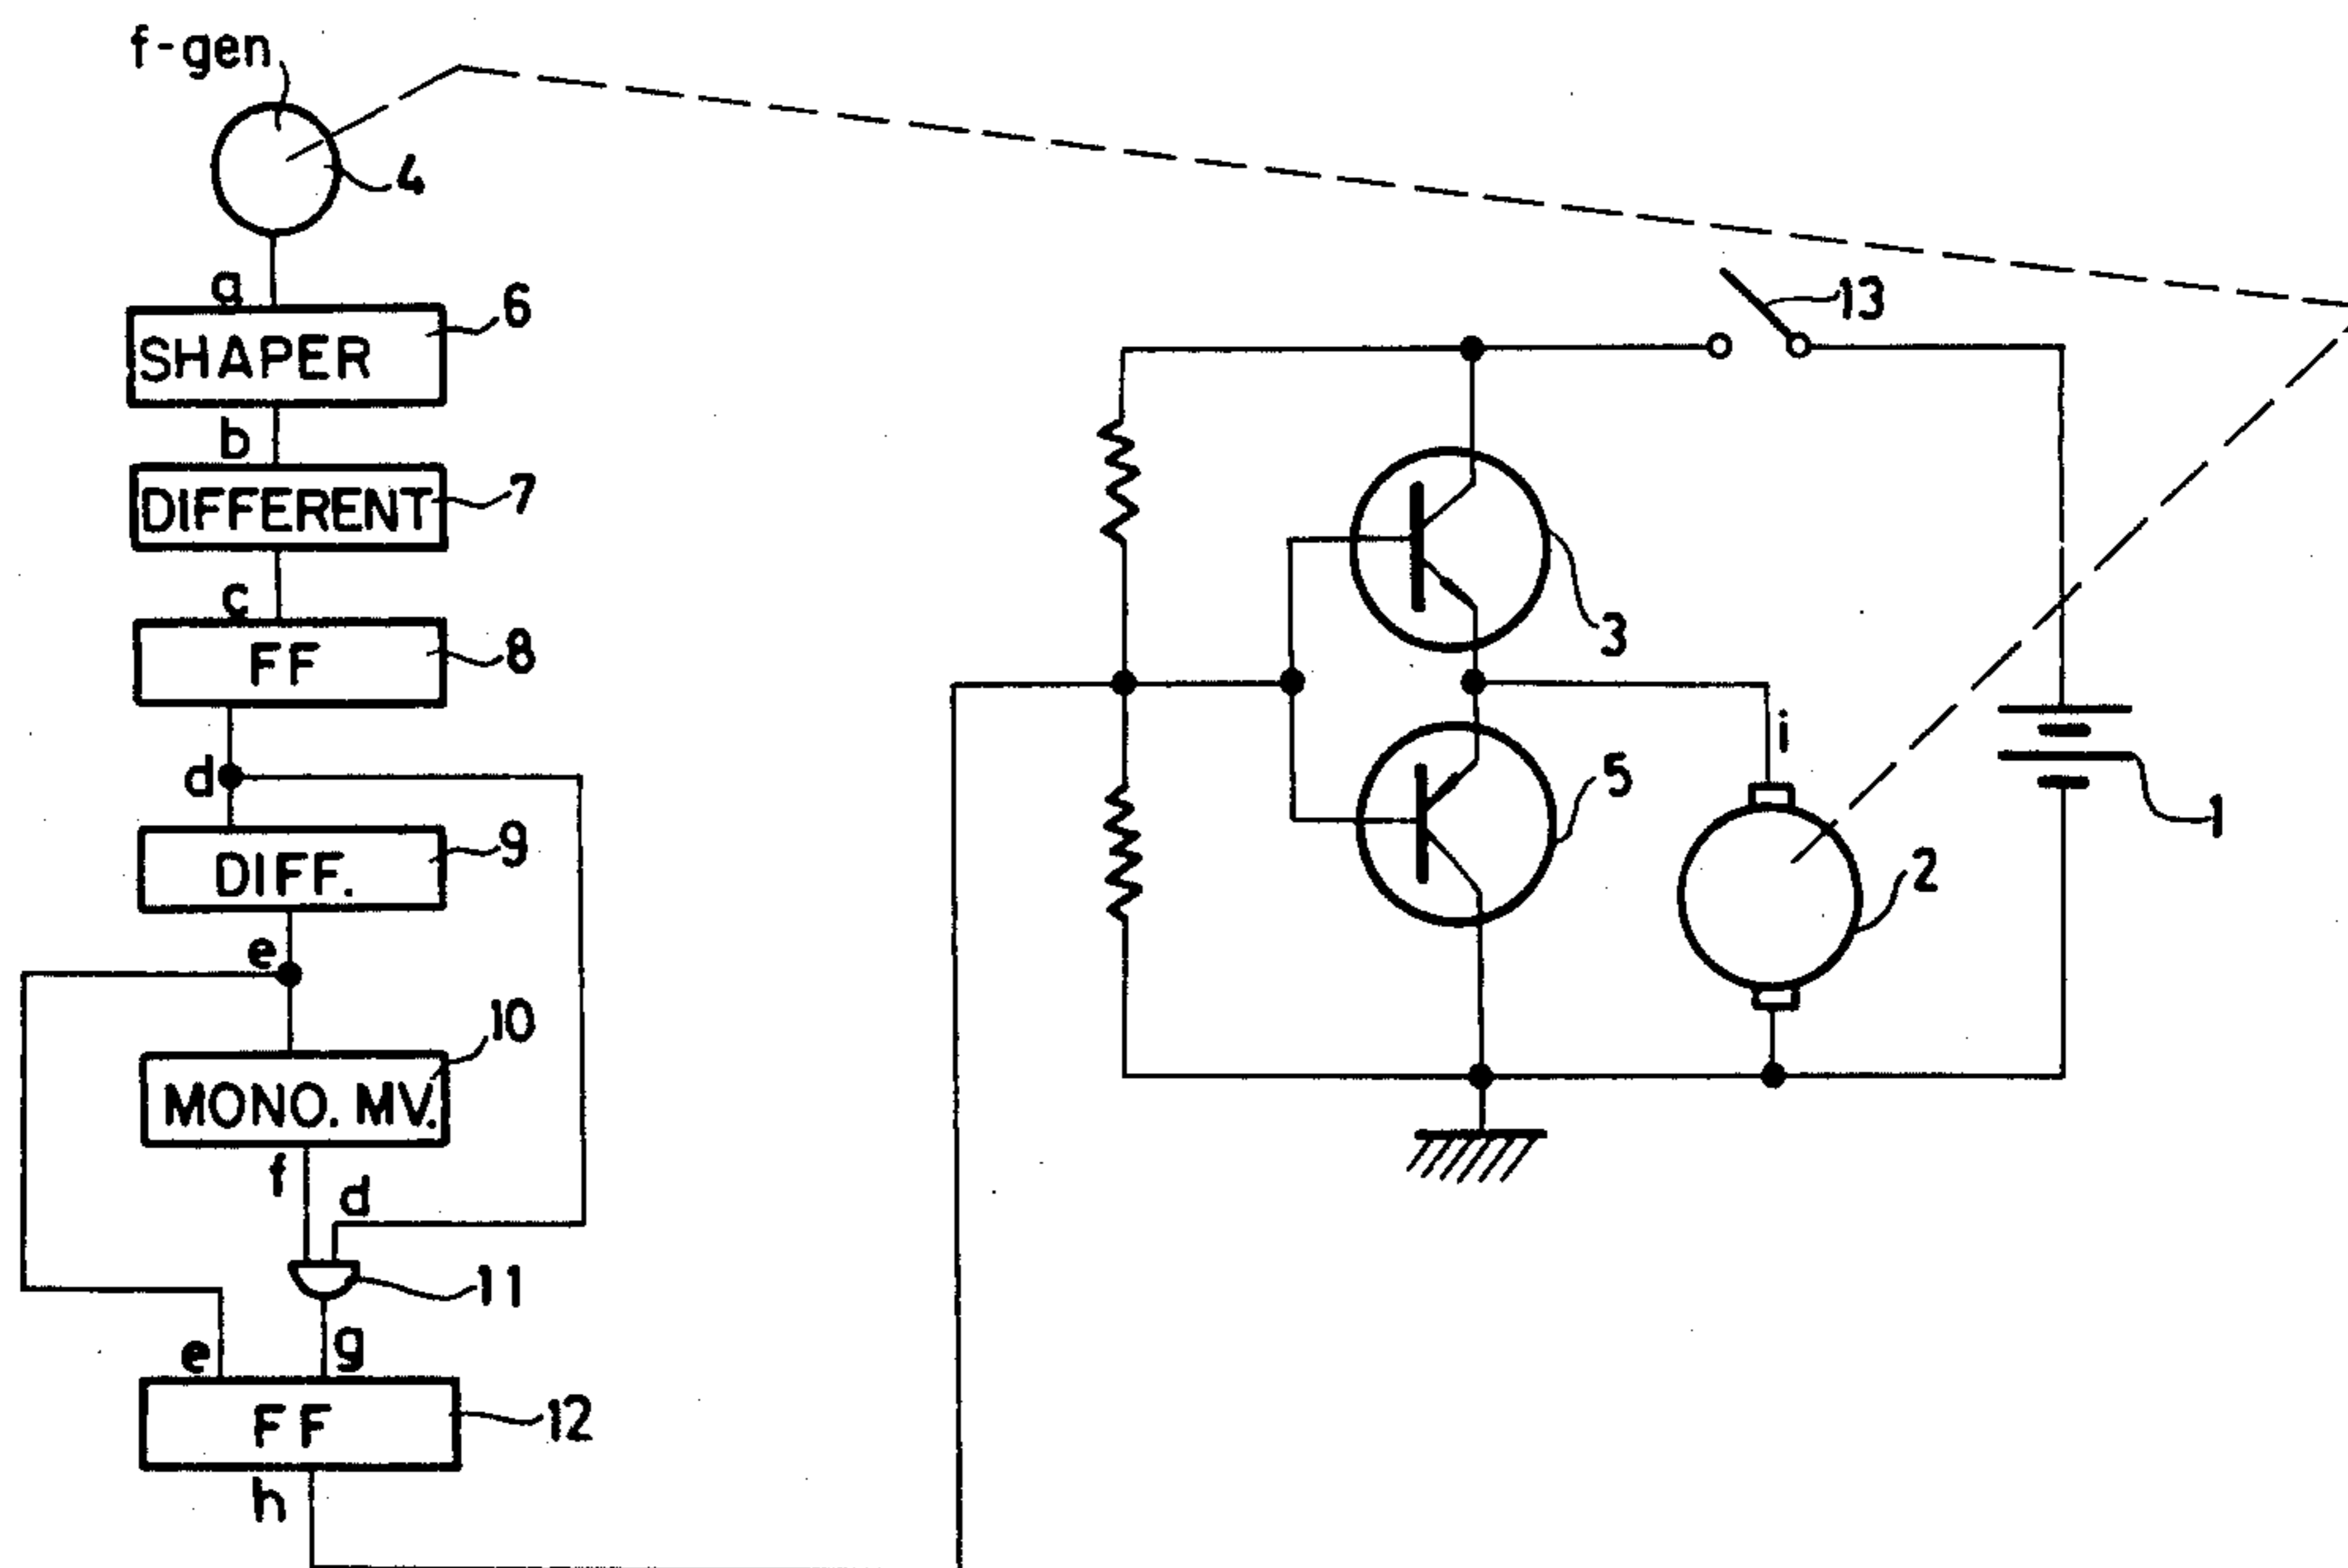 f-gen
4
a
6
SHAPER
b
DIFFERENT
7
c
FF
8
d
DIFF.
9
e
10
MONO. MV.
f
d
11
e
g
FF
12
h
13
3
i
5
1
2